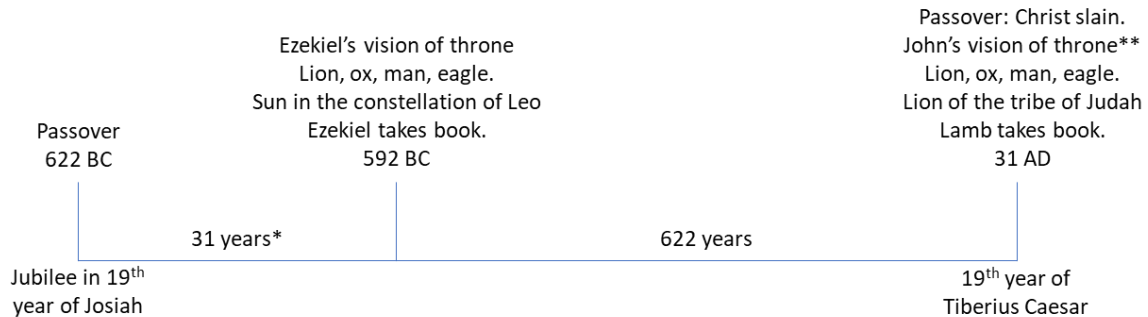 Passover
622 BC
Ezekiel’s vision of throne
Lion, ox, man, eagle.
Sun in the constellation of Leo
Ezekiel takes book.
592 BC
Passover: Christ slain.
John’s vision of throne**
Lion, ox, man, eagle.
Lion of the tribe of Judah
Lamb takes book.
31 AD
31 years*
622 years
Jubilee in 19th
year of Josiah
19th year of
Tiberius Caesar